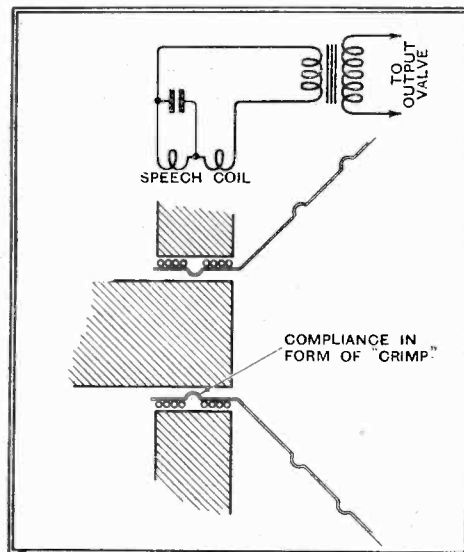 TO
OUTPUT
VALVE
SPEECH COIL
COMPLIANCE IN
FORM OF "CRIMP"